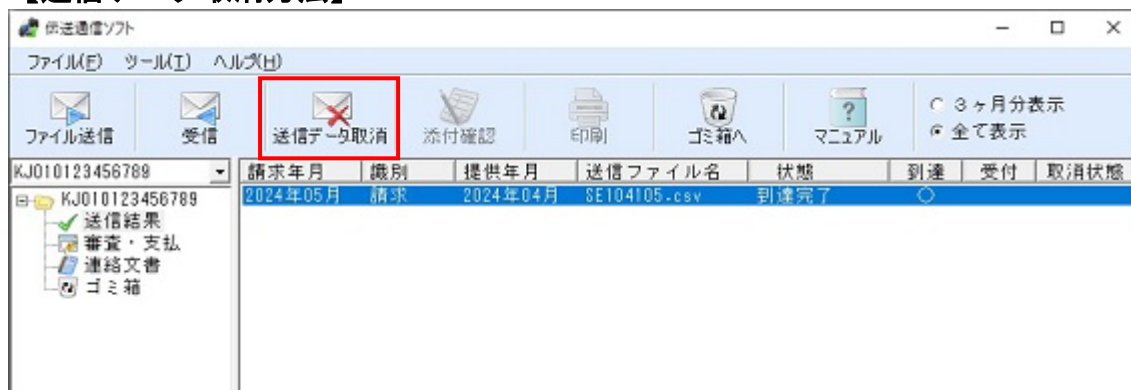 伝送通信ソフト
ファイル(F) ツール(T) ヘルプ(H)
ファイル送信 受信 送信データ取消 添付確認 印刷 ゴミ箱へ マニュアル
3ヶ月分表示
全て表示
KJ0101234567​89
請求年月 識別 提供年月 送信ファイル名 状態 到達 受付 取消状態
2024年05月 請求 2024年04月 SE104105.csv 到達完了 ○
KJ010123456789
送信結果
審査・支払
連絡文書
ゴミ箱